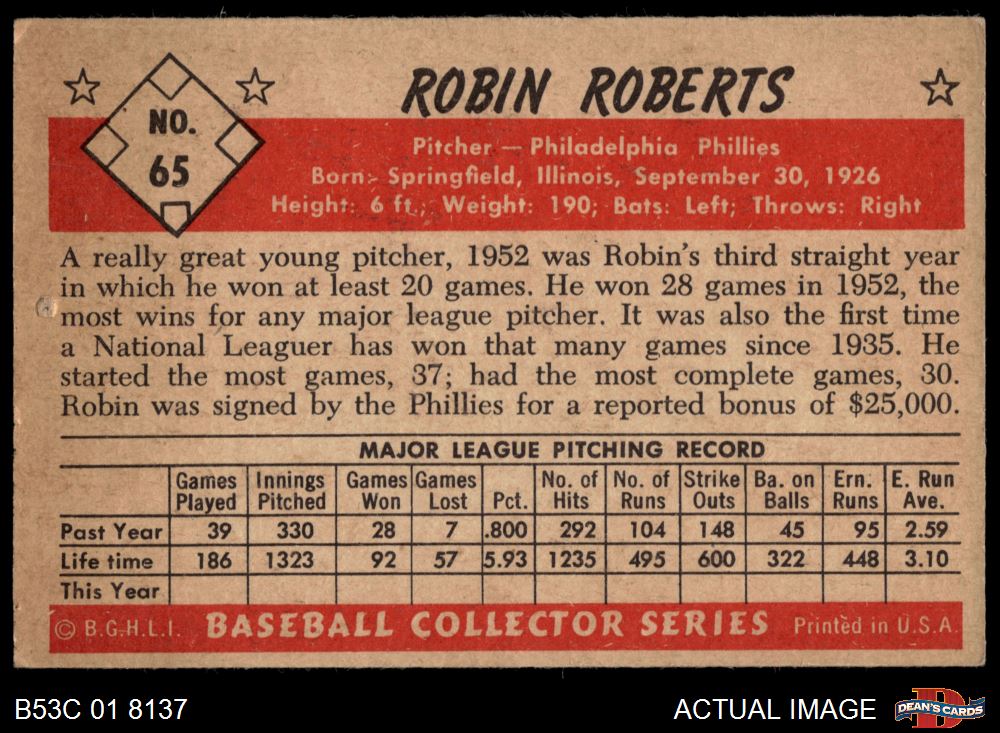 NO.
65
ROBIN ROBERTS
Pitcher — Philadelphia Phillies
Born: Springfield, Illinois, September 30, 1926
Height: 6 ft.; Weight: 190; Bats: Left; Throws: Right
A really great young pitcher, 1952 was Robin's third straight year
in which he won at least 20 games. He won 28 games in 1952, the
most wins for any major league pitcher. It was also the first time
a National Leaguer has won that many games since 1935. He
started the most games, 37; had the most complete games, 30.
Robin was signed by the Phillies for a reported bonus of $25,000.
MAJOR LEAGUE PITCHING RECORD
Games Played Innings Pitched Games Won Games Lost Pct. No. of Hits No. of Runs Strike Outs Ba. on Balls Ern. Runs E. Run Ave.
Past Year 39 330 28 7 .800 292 104 148 45 95 2.59
Life time 186 1323 92 57 5.93 1235 495 600 322 448 3.10
This Year
© B.G.H.L.I. BASEBALL COLLECTOR SERIES Printed in U.S.A.
B53C 01 8137 ACTUAL IMAGE DEAN'S CARDS